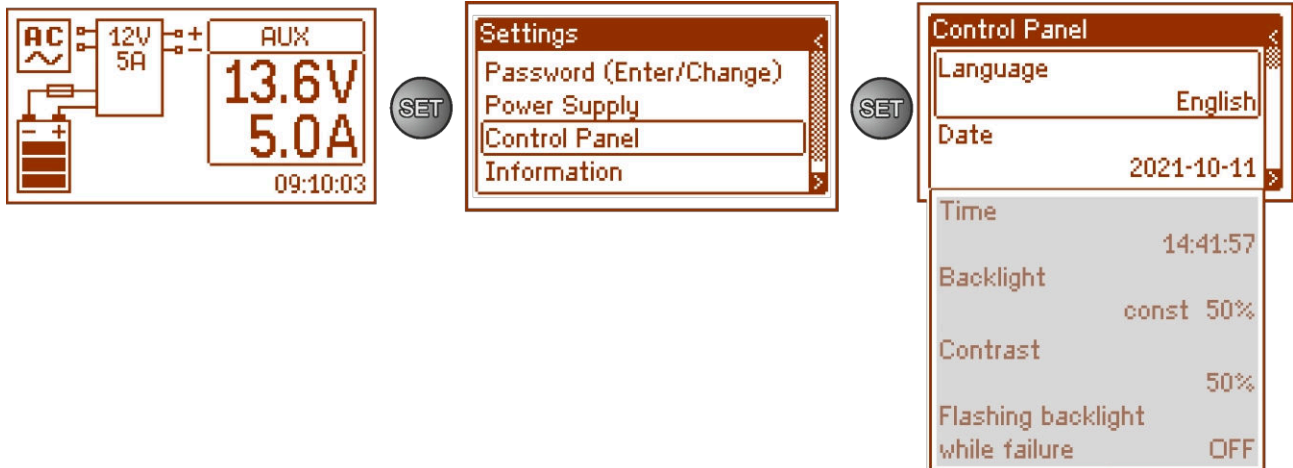 AC
12V
5A
+
-
AUX
13.6V
5.0A
- +
09:10:03
SET
Settings
Password (Enter/Change)
Power Supply
Control Panel
Information
SET
Control Panel
Language
English
Date
2021-10-11
Time
14:41:57
Backlight
const 50%
Contrast
50%
Flashing backlight
while failure OFF